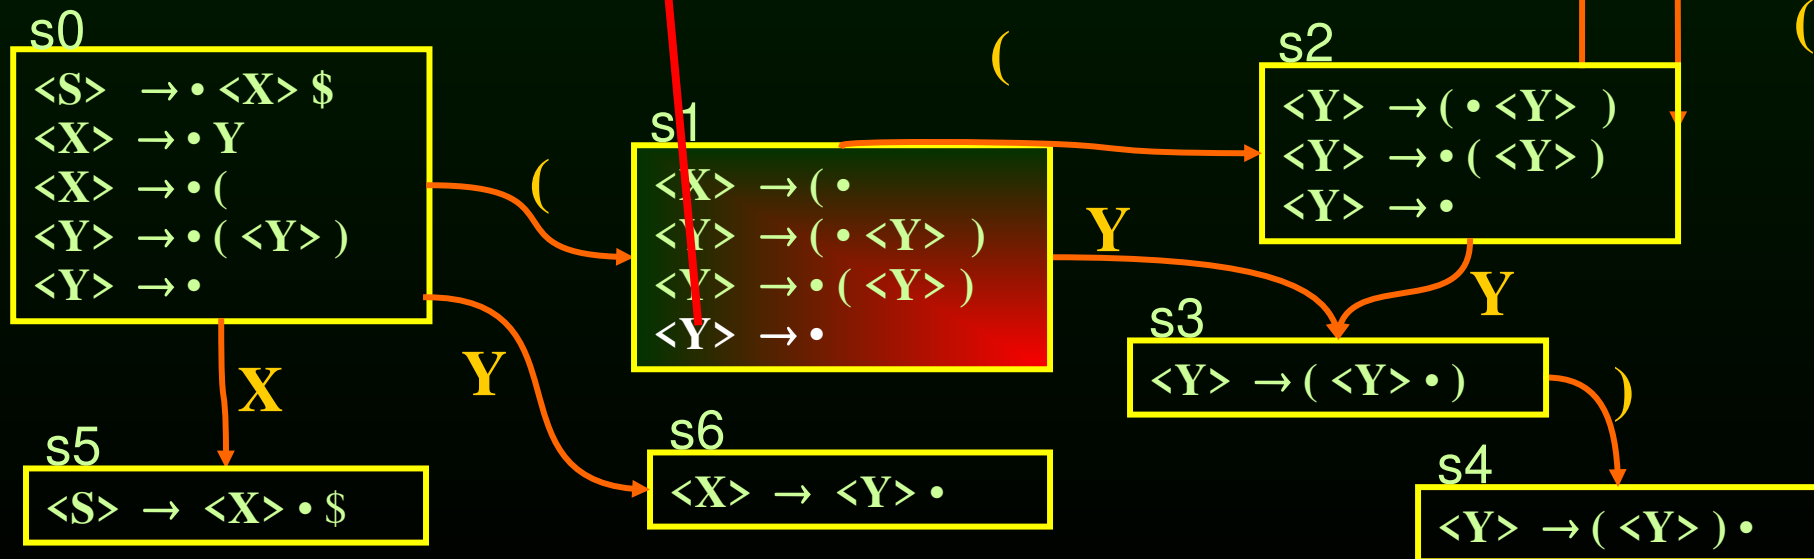 s0
<S> → • <X> $
<X> → • Y
<X> → • (
<Y> → • ( <Y> )
<Y> → •
(
s1
<X> → ( •
<Y> → ( • <Y> )
<Y> → • ( <Y> )
<Y> → •
(
s2
<Y> → ( • <Y> )
<Y> → • ( <Y> )
<Y> → •
(
Y
Y
s3
<Y> → ( <Y> • )
)
X
Y
s5
<S> → <X> • $
s6
<X> → <Y> •
s4
<Y> → ( <Y> ) •